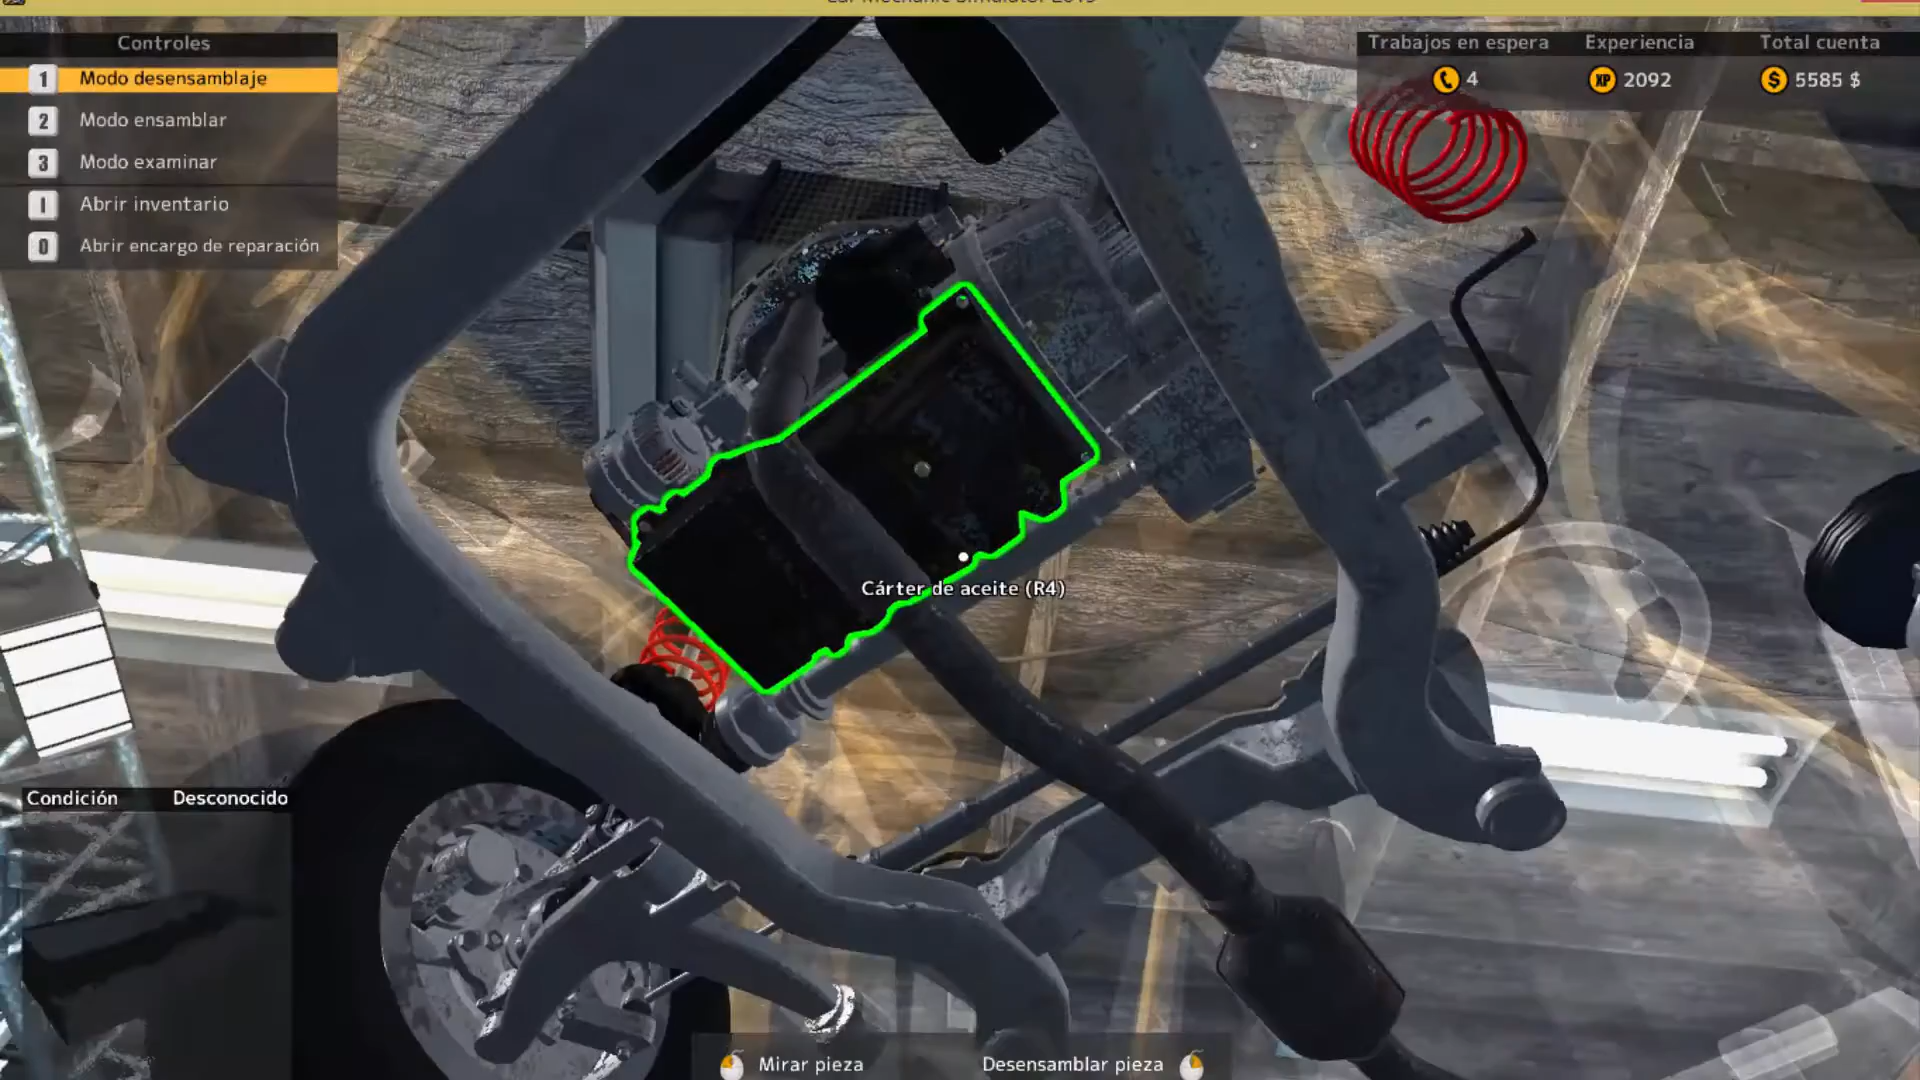 Controles
1 Modo desensamblaje
2 Modo ensamblar
3 Modo examinar
I Abrir inventario
0 Abrir encargo de reparación
Trabajos en espera Experiencia Total cuenta
4 XP 2092 $ 5585 $
Cárter de aceite (R4)
Condición Desconocido
Mirar pieza Desensamblar pieza